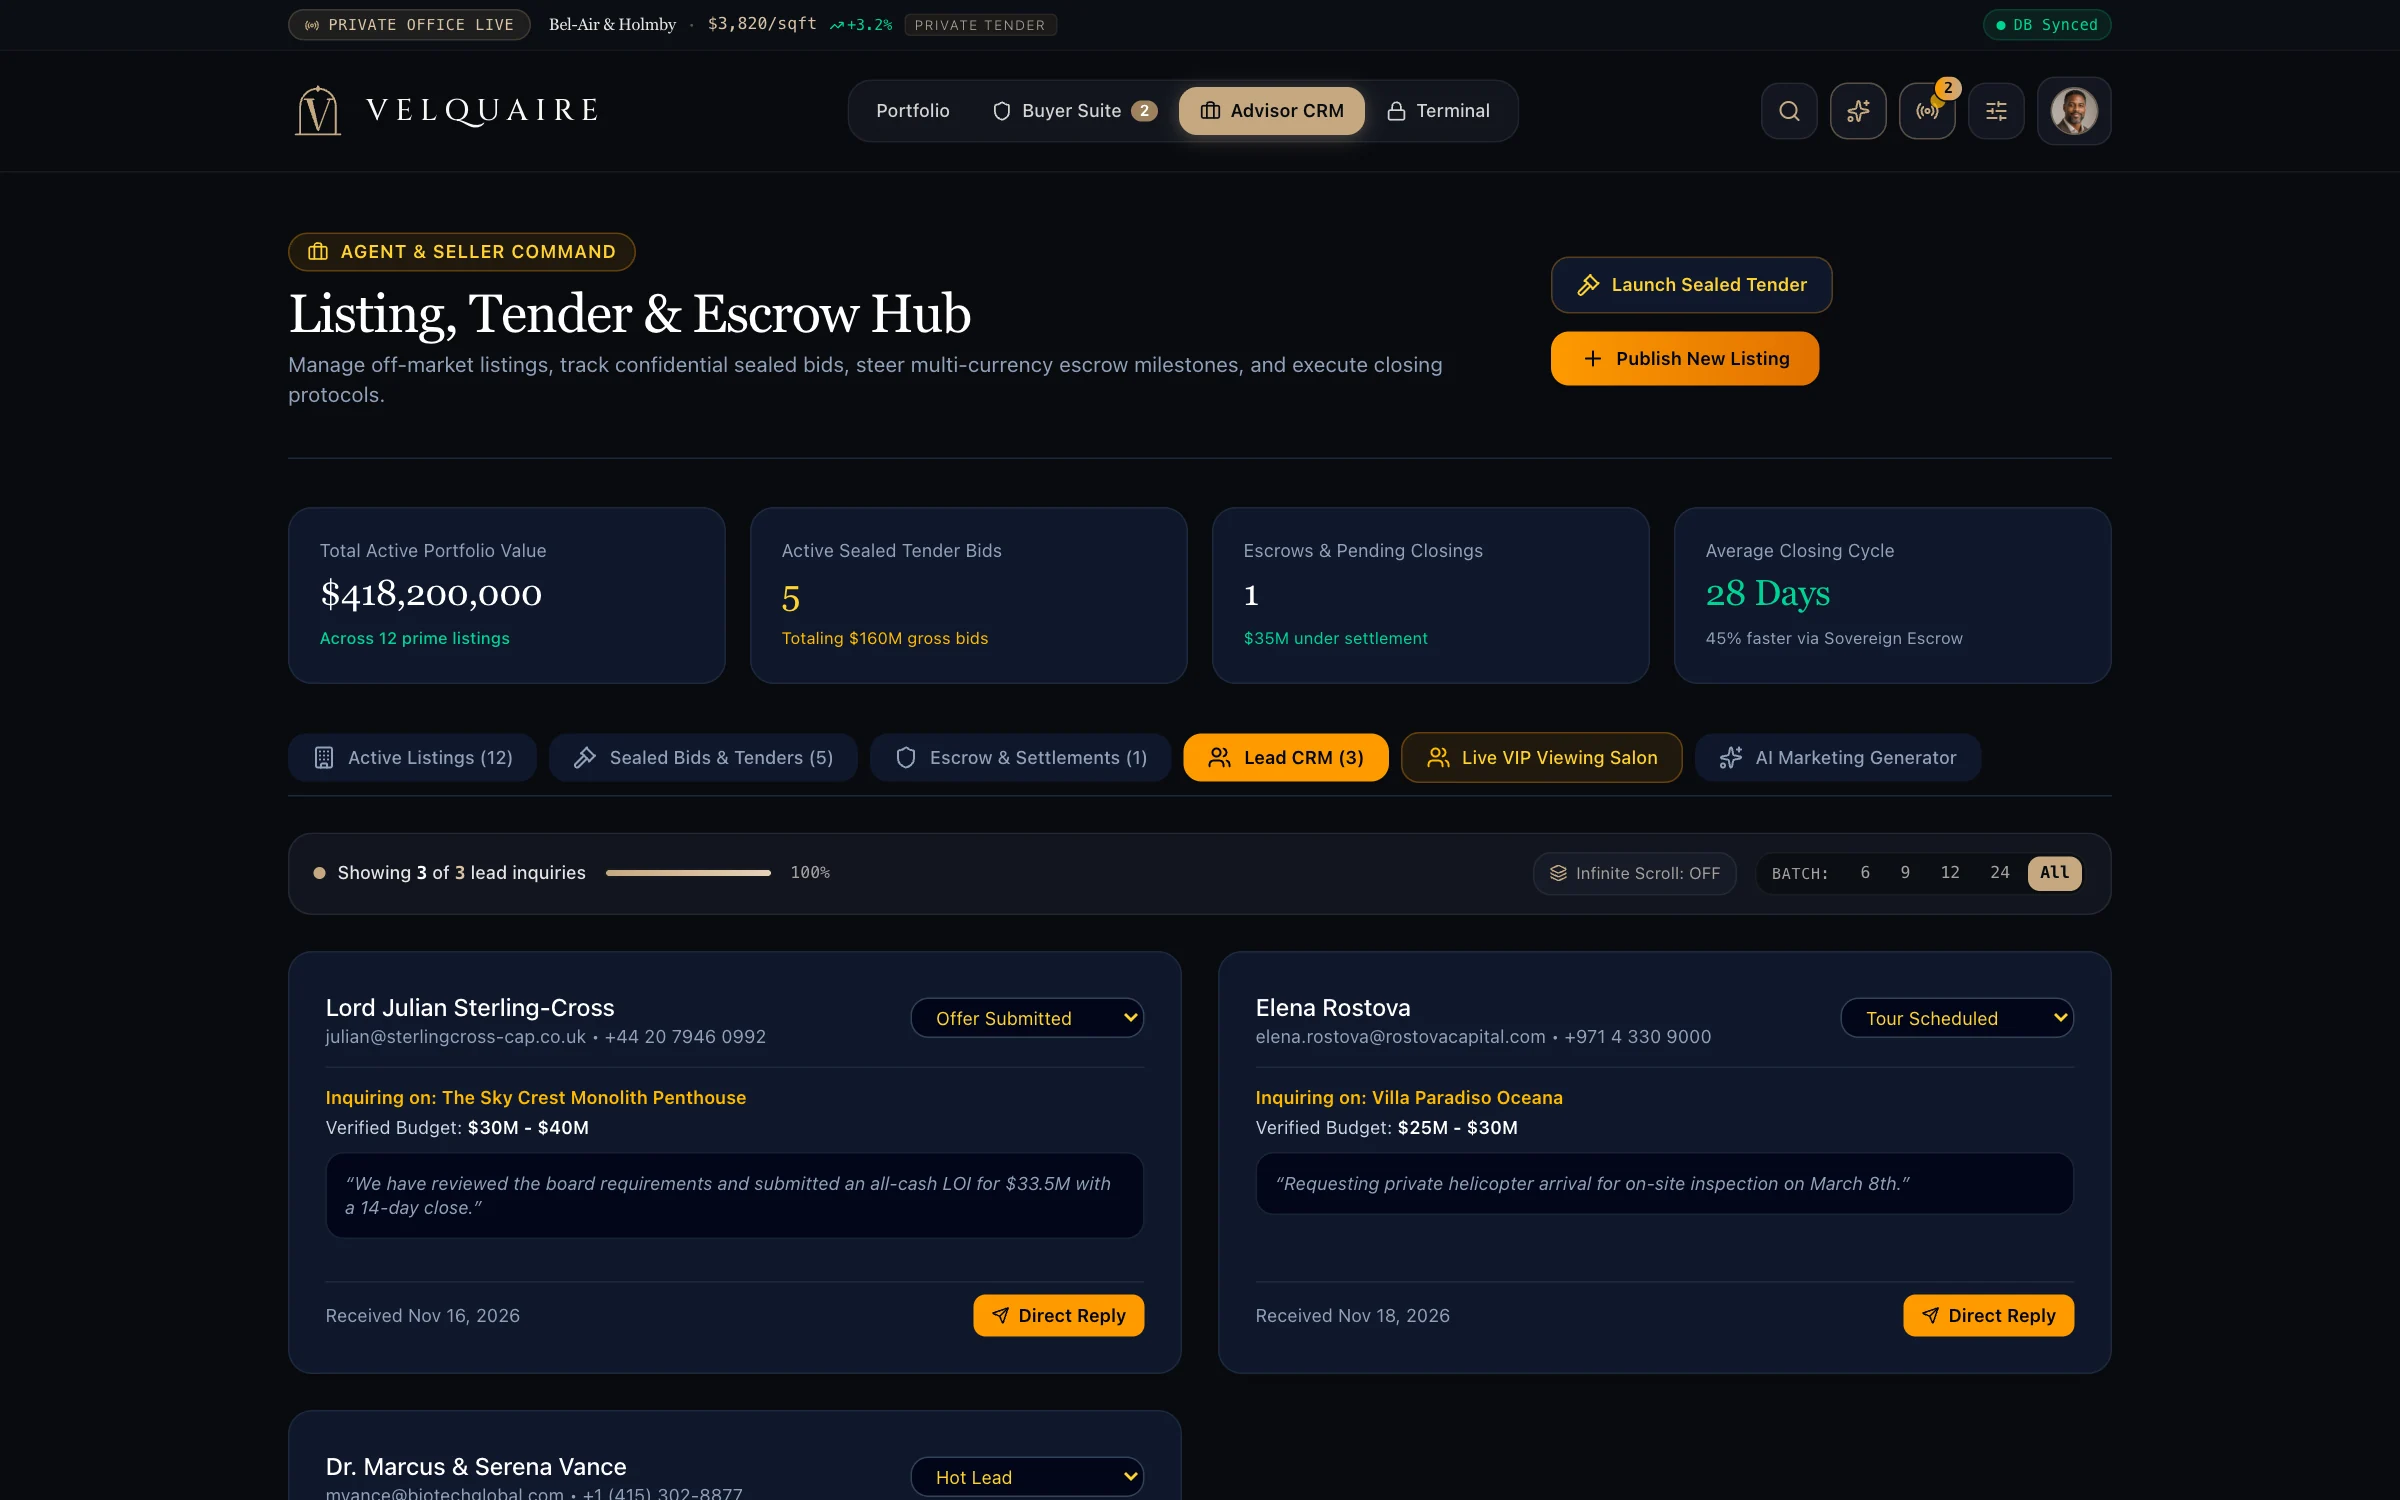 PRIVATE OFFICE LIVE Bel-Air & Holmby · $3,820/sqft +3.2% PRIVATE TENDER DB Synced
VELQUAIRE Portfolio Buyer Suite 2 Advisor CRM Terminal 2
AGENT & SELLER COMMAND
Listing, Tender & Escrow Hub
Manage off-market listings, track confidential sealed bids, steer multi-currency escrow milestones, and execute closing
protocols.
Launch Sealed Tender
Publish New Listing
Total Active Portfolio Value
$418,200,000
Across 12 prime listings
Active Sealed Tender Bids
5
Totaling $160M gross bids
Escrows & Pending Closings
1
$35M under settlement
Average Closing Cycle
28 Days
45% faster via Sovereign Escrow
Active Listings (12) Sealed Bids & Tenders (5) Escrow & Settlements (1) Lead CRM (3) Live VIP Viewing Salon AI Marketing Generator
Showing 3 of 3 lead inquiries 100% Infinite Scroll: OFF BATCH: 6 9 12 24 All
Lord Julian Sterling-Cross
julian@sterlingcross-cap.co.uk • +44 20 7946 0992
Offer Submitted
Inquiring on: The Sky Crest Monolith Penthouse
Verified Budget: $30M - $40M
“We have reviewed the board requirements and submitted an all-cash LOI for $33.5M with
a 14-day close.”
Received Nov 16, 2026 Direct Reply
Elena Rostova
elena.rostova@rostovacapital.com • +971 4 330 9000
Tour Scheduled
Inquiring on: Villa Paradiso Oceana
Verified Budget: $25M - $30M
“Requesting private helicopter arrival for on-site inspection on March 8th.”
Received Nov 18, 2026 Direct Reply
Dr. Marcus & Serena Vance
mvance@biotechglobal.com • +1 (415) 302-8877
Hot Lead